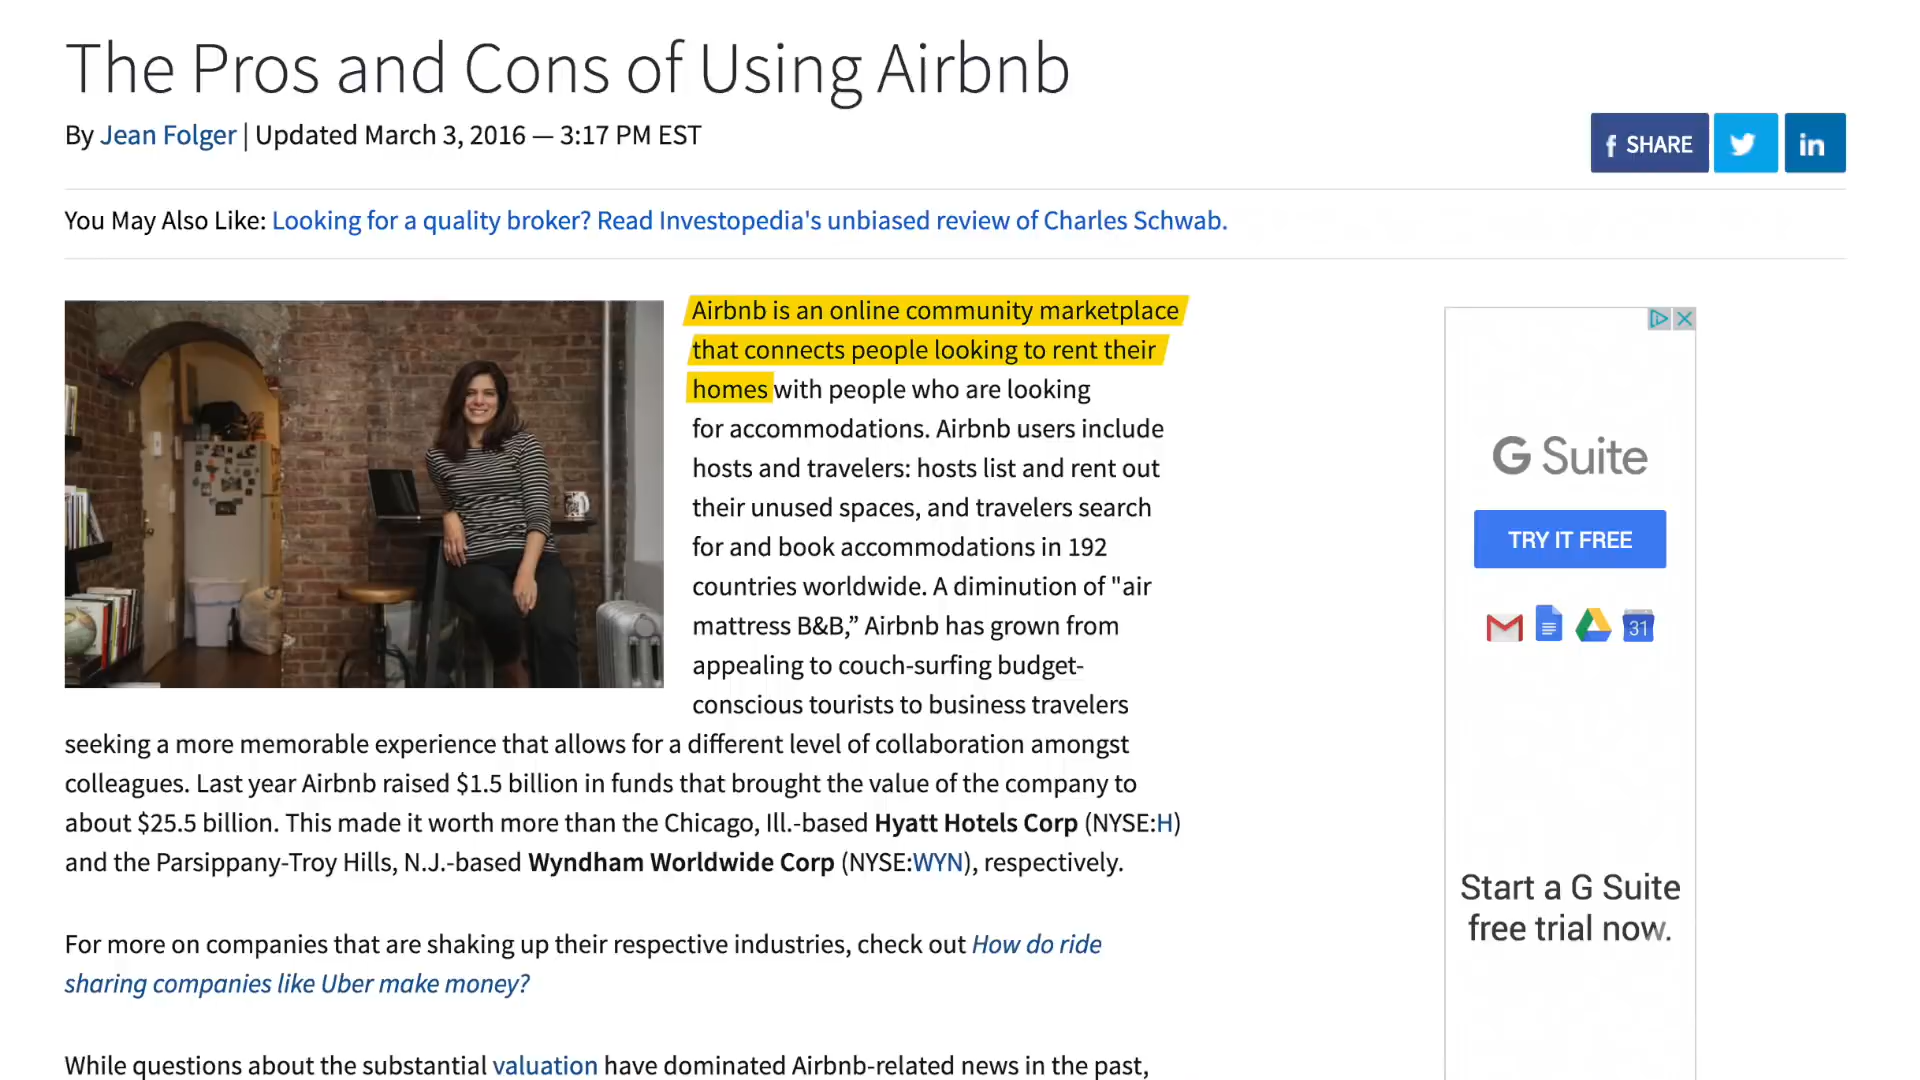 The Pros and Cons of Using Airbnb
By Jean Folger | Updated March 3, 2016 — 3:17 PM EST
f SHARE
in
You May Also Like: Looking for a quality broker? Read Investopedia's unbiased review of Charles Schwab.
Airbnb is an online community marketplace
that connects people looking to rent their
homes with people who are looking
for accommodations. Airbnb users include
hosts and travelers: hosts list and rent out
their unused spaces, and travelers search
for and book accommodations in 192
countries worldwide. A diminution of "air
mattress B&B,” Airbnb has grown from
appealing to couch-surfing budget-
conscious tourists to business travelers
seeking a more memorable experience that allows for a different level of collaboration amongst
colleagues. Last year Airbnb raised $1.5 billion in funds that brought the value of the company to
about $25.5 billion. This made it worth more than the Chicago, Ill.-based Hyatt Hotels Corp (NYSE:H)
and the Parsippany-Troy Hills, N.J.-based Wyndham Worldwide Corp (NYSE:WYN), respectively.
For more on companies that are shaking up their respective industries, check out How do ride
sharing companies like Uber make money?
While questions about the substantial valuation have dominated Airbnb-related news in the past,
G Suite
TRY IT FREE
31
Start a G Suite
free trial now.